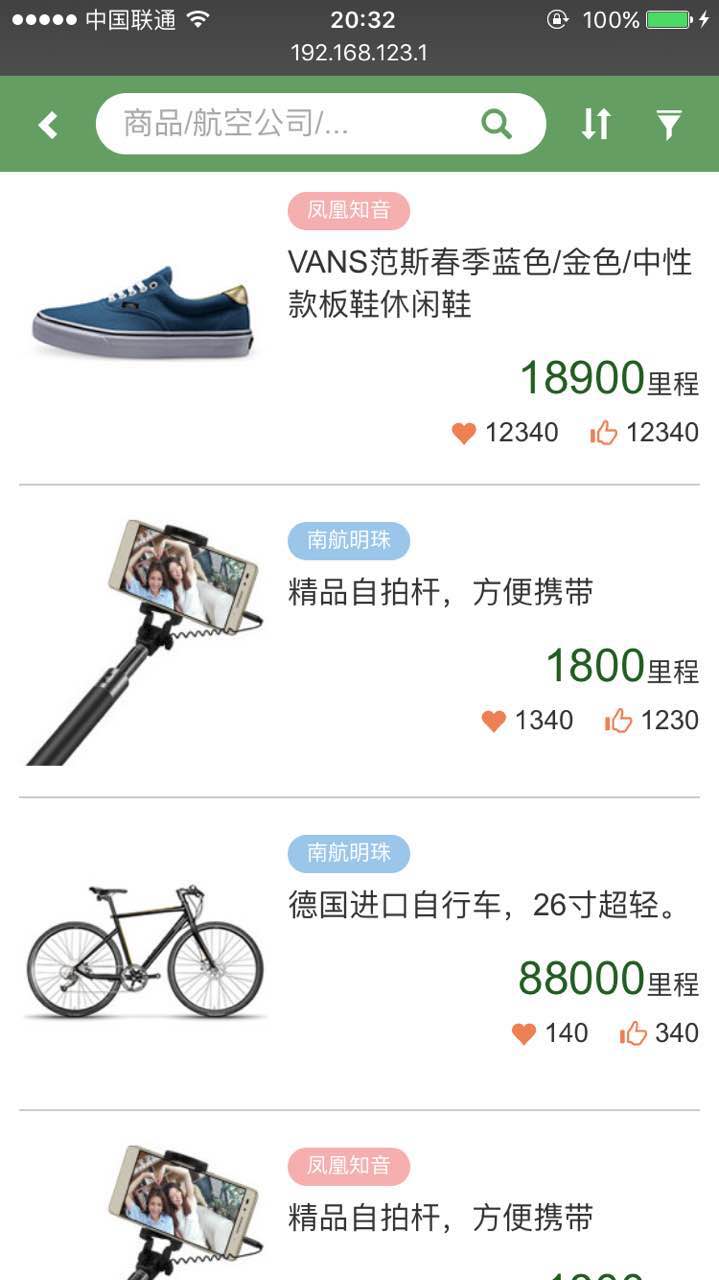 中国联通
20:32
100%
192.168.123.1
商品/航空公司/...
凤凰知音
VANS范斯春季蓝色/金色/中性
款板鞋休闲鞋
18900里程
12340 12340
南航明珠
精品自拍杆，方便携带
1800里程
1340 1230
南航明珠
德国进口自行车，26寸超轻。
88000里程
140 340
凤凰知音
精品自拍杆，方便携带